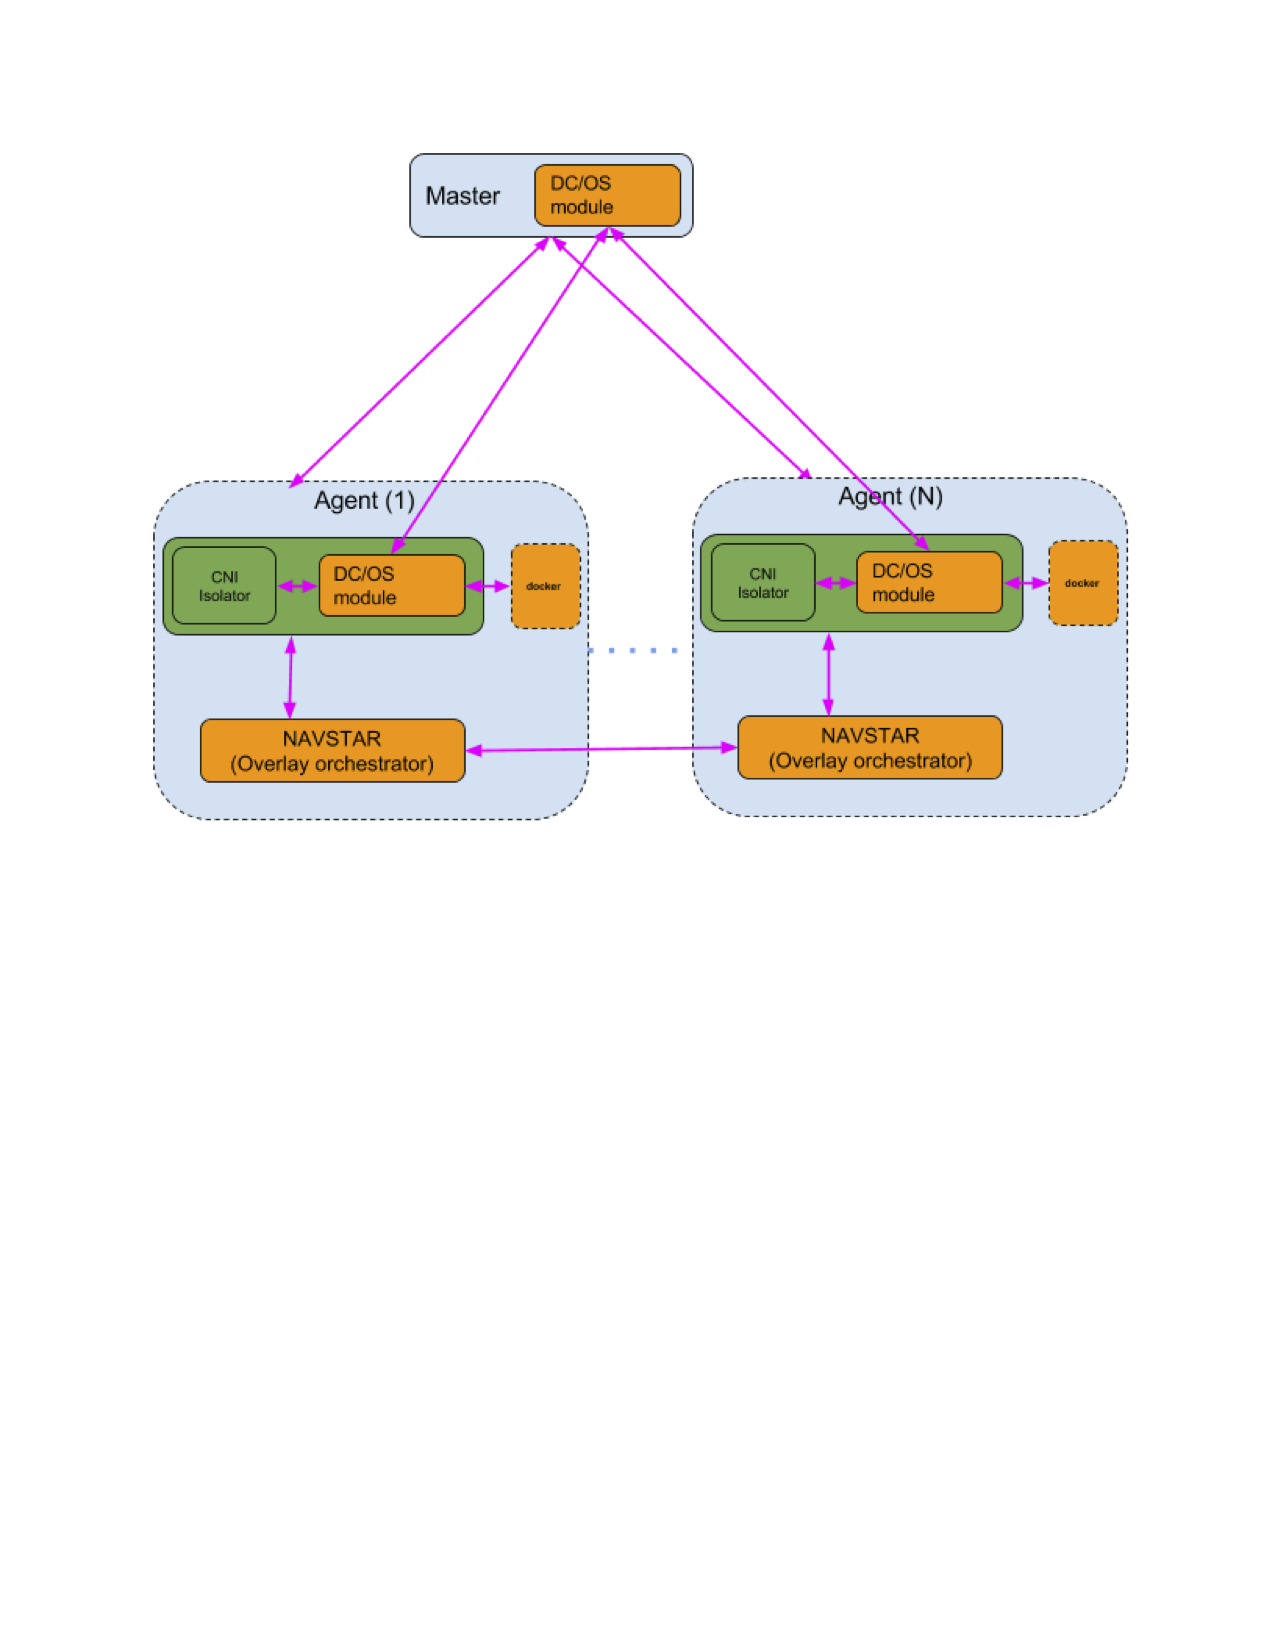 Master
DC/OS
module
Agent (1)
CNI
Isolator
DC/OS
module
docker
NAVSTAR
(Overlay orchestrator)
Agent (N)
CNI
Isolator
DC/OS
module
docker
NAVSTAR
(Overlay orchestrator)